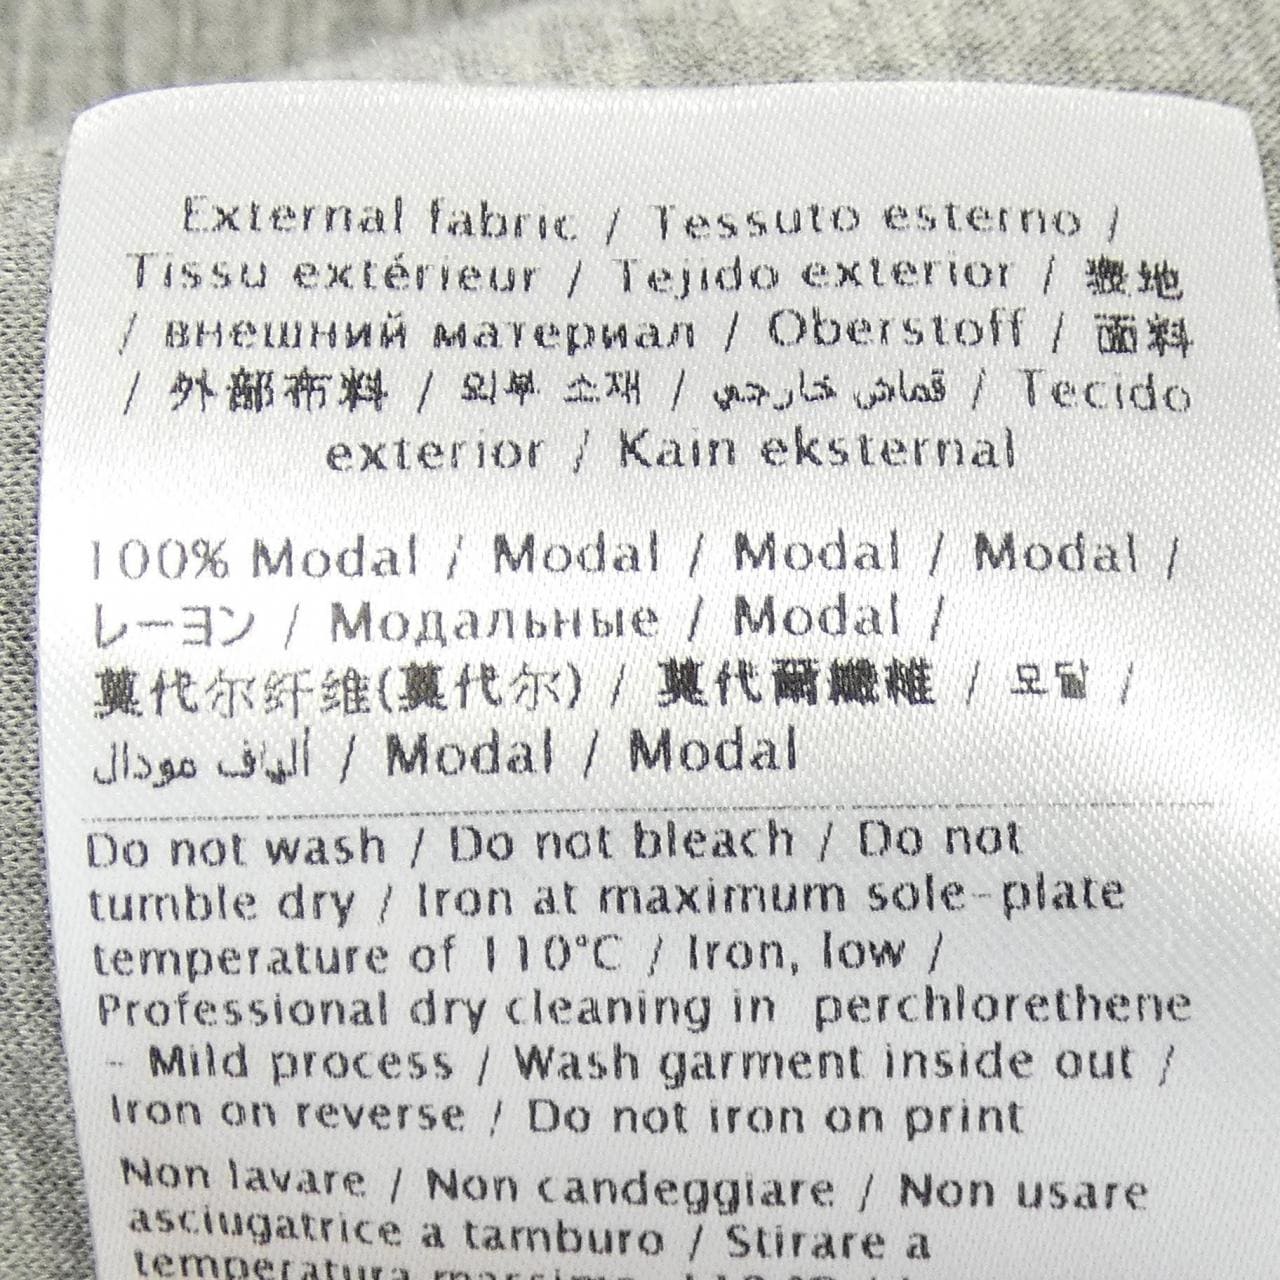 External fabric / Tessuto esterno /
Tissu extérieur / Tejido exterior / 表地
/ внешний материал / Oberstoff / 面料
/ 外部布料 / 외부 소재 / قماش خارجي / Tecido
exterior / Kain eksternal
100% Modal / Modal / Modal / Modal /
レーヨン / Модальные / Modal /
莫代尔纤维(莫代尔) / 莫代爾纖維 / 모달 /
ألياف مودال / Modal / Modal
Do not wash / Do not bleach / Do not
tumble dry / Iron at maximum sole-plate
temperature of 110°C / Iron, low /
Professional dry cleaning in perchlorethene
- Mild process / Wash garment inside out /
Iron on reverse / Do not iron on print
Non lavare / Non candeggiare / Non usare
asciugatrice a tamburo / Stirare a
temperatura massima